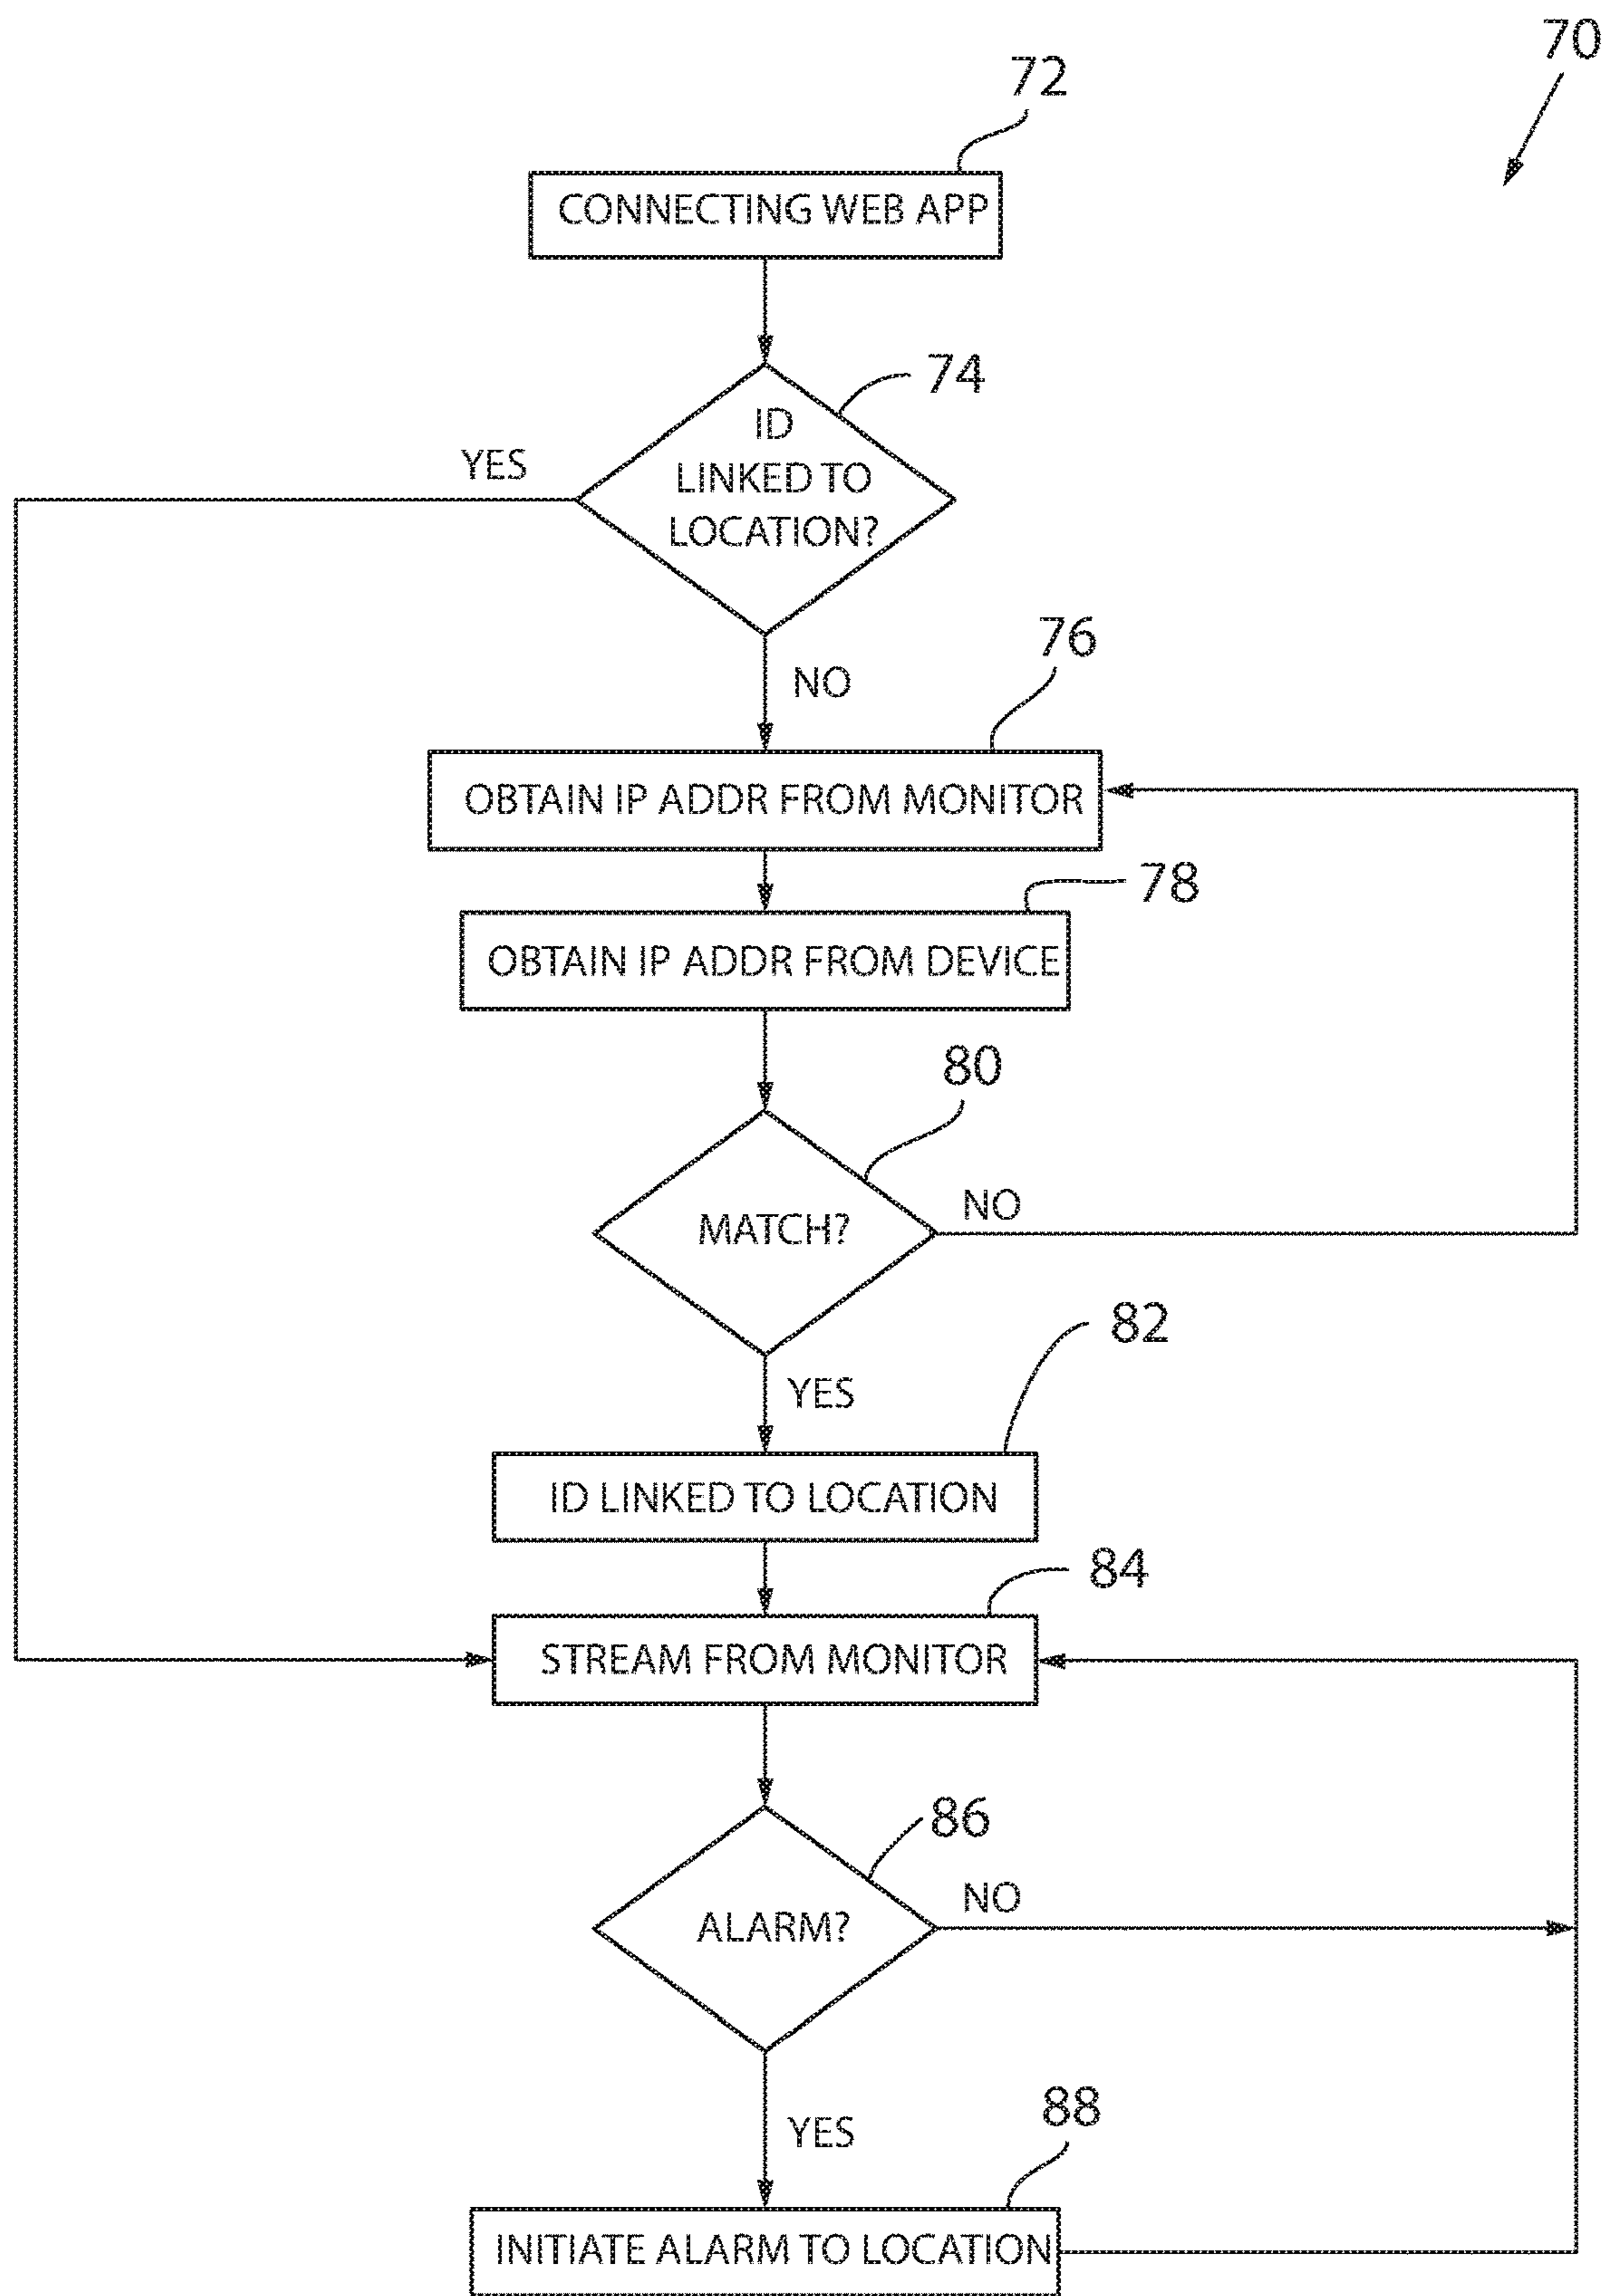 70
72
CONNECTING WEB APP
74
ID
LINKED TO
LOCATION?
YES
NO
76
OBTAIN IP ADDR FROM MONITOR
78
OBTAIN IP ADDR FROM DEVICE
80
MATCH?
NO
YES
82
ID LINKED TO LOCATION
84
STREAM FROM MONITOR
86
ALARM?
NO
YES
88
INITIATE ALARM TO LOCATION